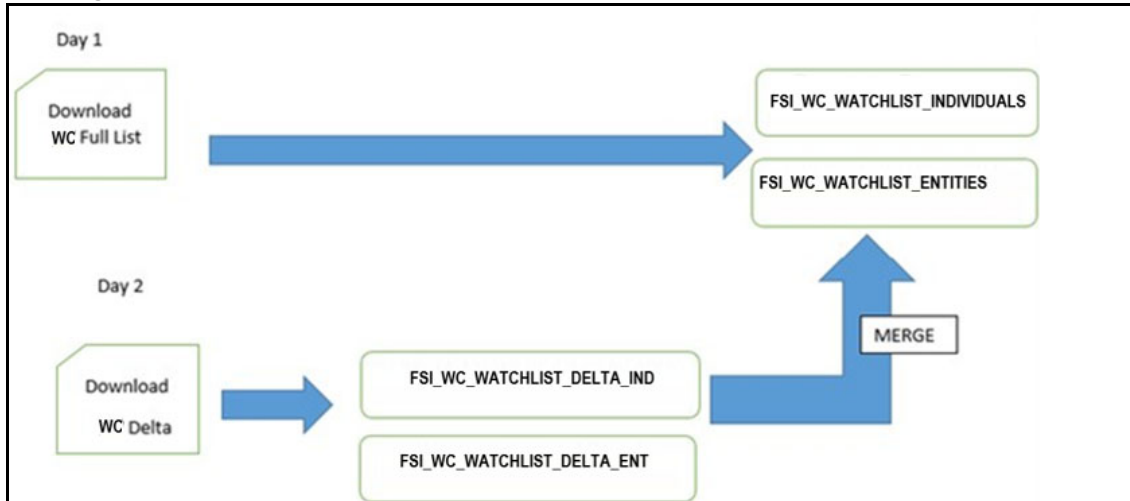 Day 1
Download
WC Full List
FSI_WC_WATCHLIST_INDIVIDUALS
FSI_WC_WATCHLIST_ENTITIES
Day 2
Download
WC Delta
FSI_WC_WATCHLIST_DELTA_IND
FSI_WC_WATCHLIST_DELTA_ENT
MERGE